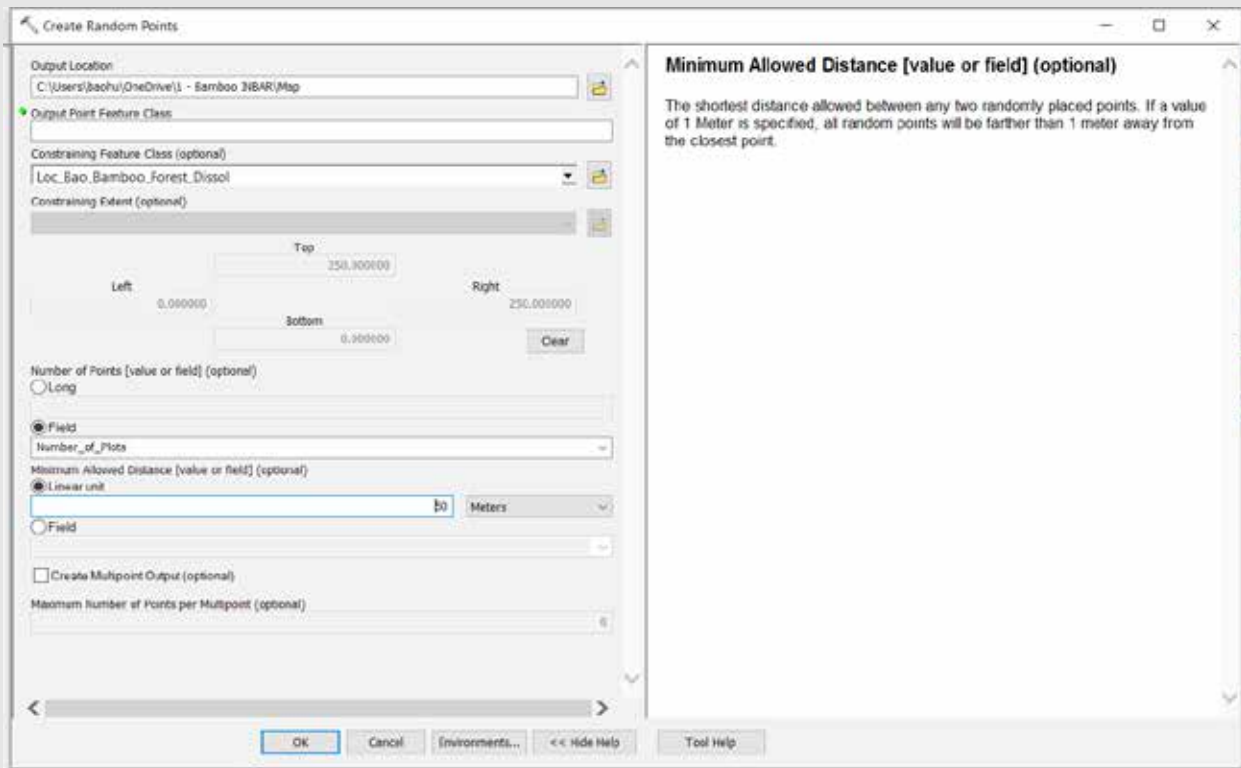 Create Random Points
Output Location
C:\Users\baohu\OneDrive\1 - Bamboo INBAR\Map
Output Point Feature Class
Constraining Feature Class (optional)
Loc_Bao_Bamboo_Forest_Dissol
Constraining Extent (optional)
Top
250.000000
Left
Right
0.000000
250.000000
Bottom
0.000000
Clear
Number of Points [value or field] (optional)
Long
Field
Number_of_Plots
Minimum Allowed Distance [value or field] (optional)
Linear unit
Meters
Field
Create Multipoint Output (optional)
Maximum Number of Points per Multipoint (optional)
OK
Cancel
Environments...
<< Hide Help
Tool Help
Minimum Allowed Distance [value or field] (optional)
The shortest distance allowed between any two randomly placed points. If a value
of 1 Meter is specified, all random points will be farther than 1 meter away from
the closest point.